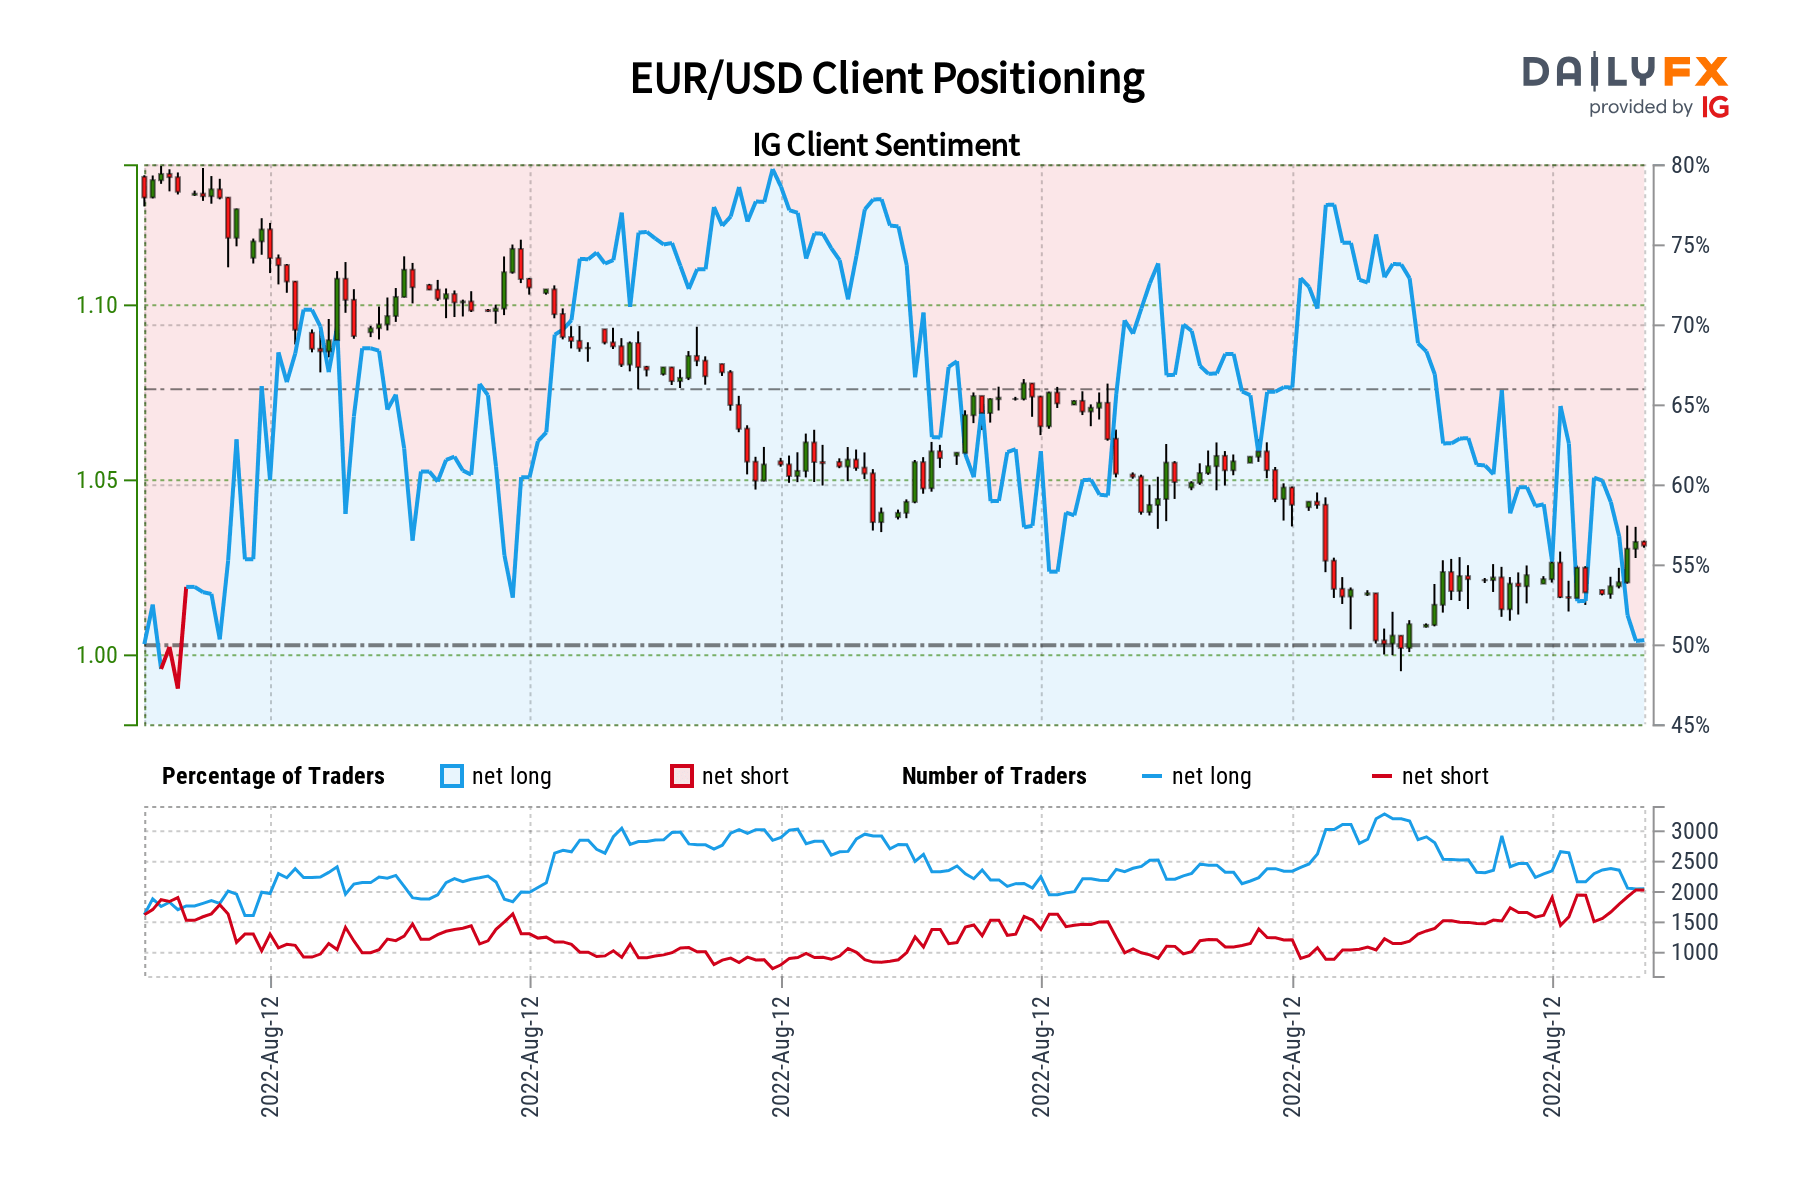 EUR/USD Client Positioning
DAILYFX
provided by IG
IG Client Sentiment
80%
75%
70%
65%
60%
55%
50%
45%
1.10
1.05
1.00
Percentage of Traders net long net short Number of Traders net long net short
3000
2500
2000
1500
1000
2022-Aug-12
2022-Aug-12
2022-Aug-12
2022-Aug-12
2022-Aug-12
2022-Aug-12